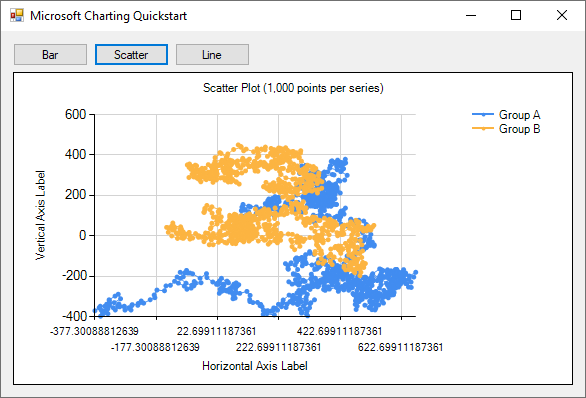 Microsoft Charting Quickstart
Bar
Scatter
Line
Scatter Plot (1,000 points per series)
Group A
Group B
Vertical Axis Label
600
400
200
0
-200
-400
-377.30088812639
22.69911187361
422.69911187361
-177.30088812639
222.69911187361
622.69911187361
Horizontal Axis Label